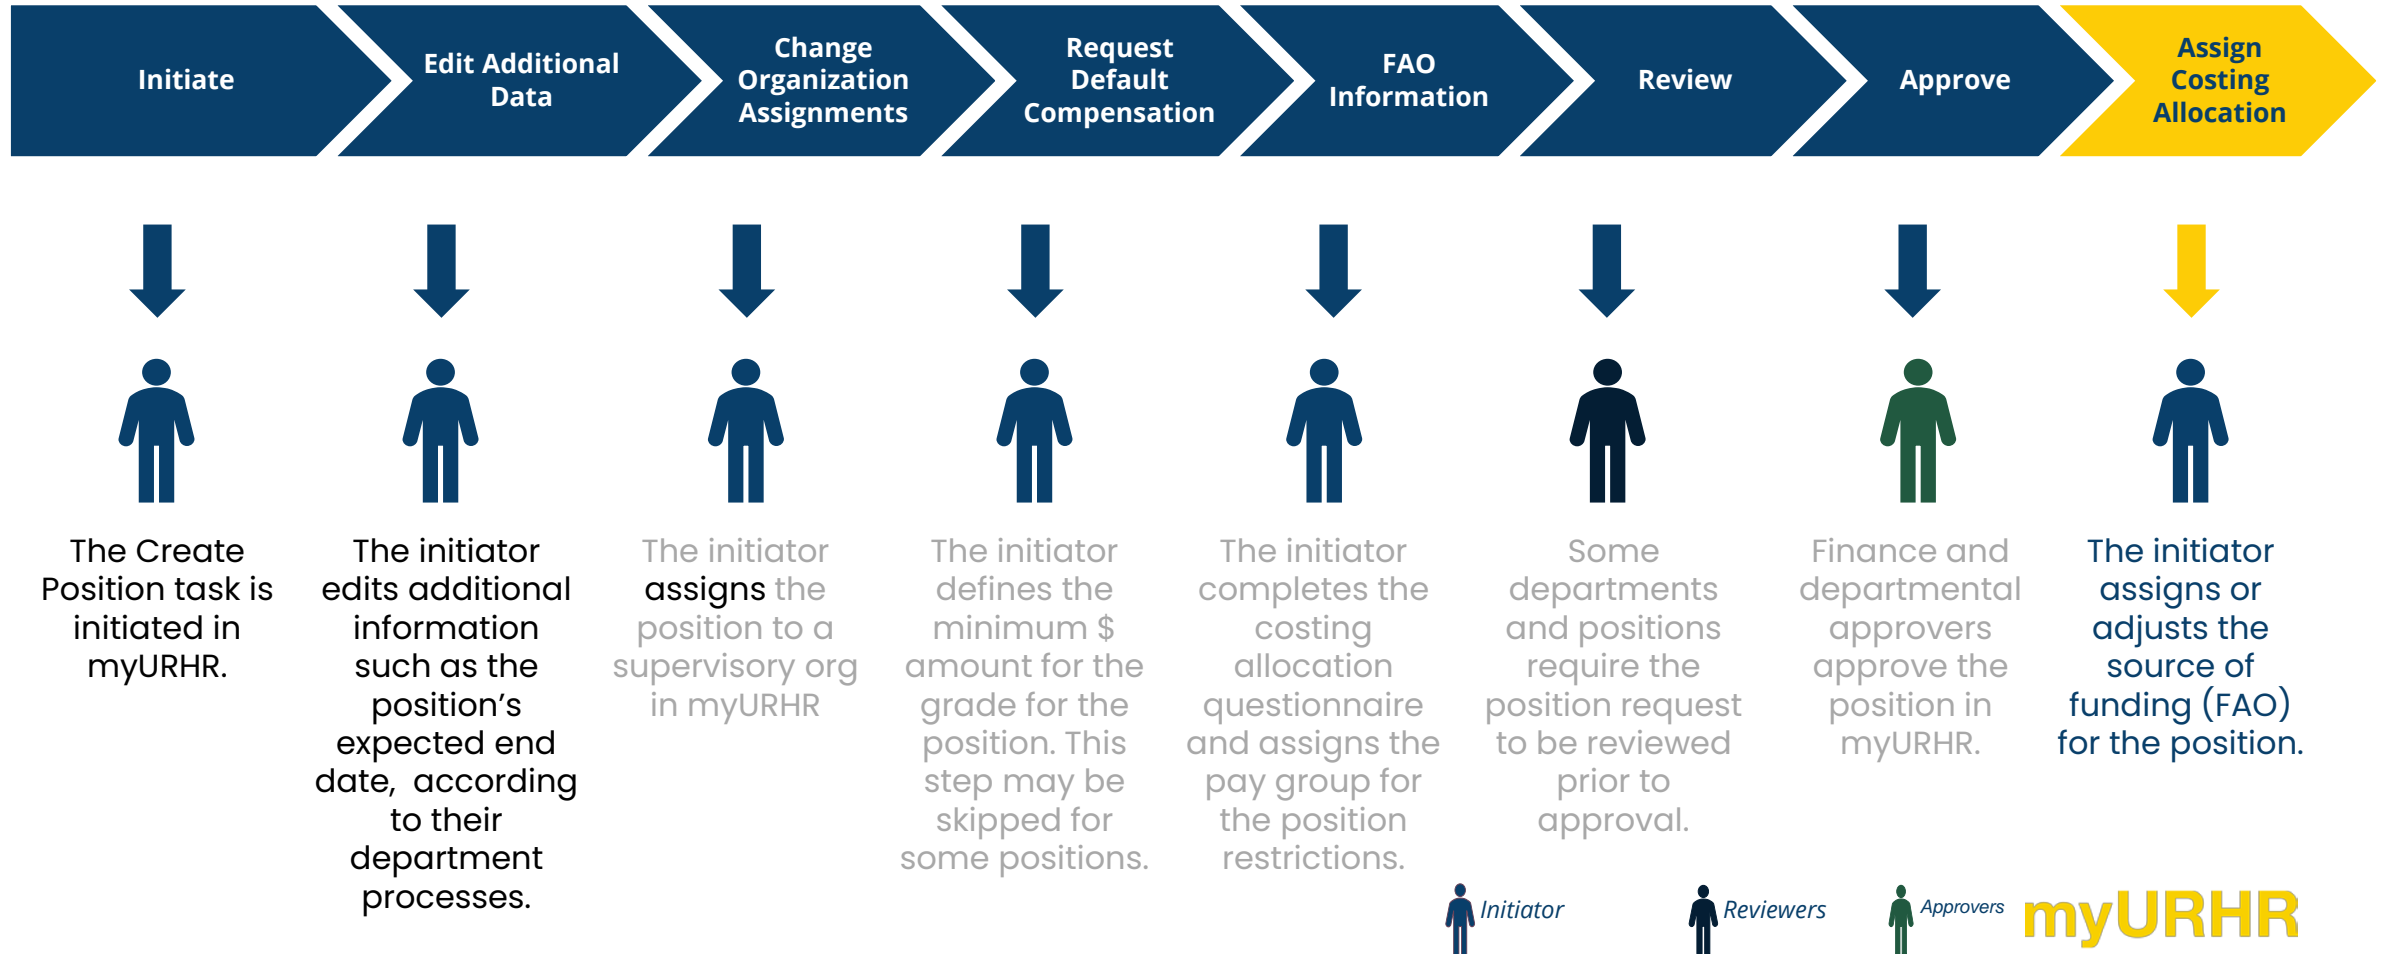 Initiate
Edit Additional
Data
Change
Organization
Assignments
Request
Default
Compensation
FAO
Information
Review
Approve
Assign
Costing
Allocation
The Create
Position task is
initiated in
myURHR.
The initiator
edits additional
information
such as the
position’s
expected end
date, according
to their
department
processes.
The initiator
assigns the
position to a
supervisory org
in myURHR
The initiator
defines the
minimum $
amount for the
grade for the
position. This
step may be
skipped for
some positions.
The initiator
completes the
costing
allocation
questionnaire
and assigns the
pay group for
the position
restrictions.
Some
departments
and positions
require the
position request
to be reviewed
prior to
approval.
Finance and
departmental
approvers
approve the
position in
myURHR.
The initiator
assigns or
adjusts the
source of
funding (FAO)
for the position.
Initiator
Reviewers
Approvers
myURHR